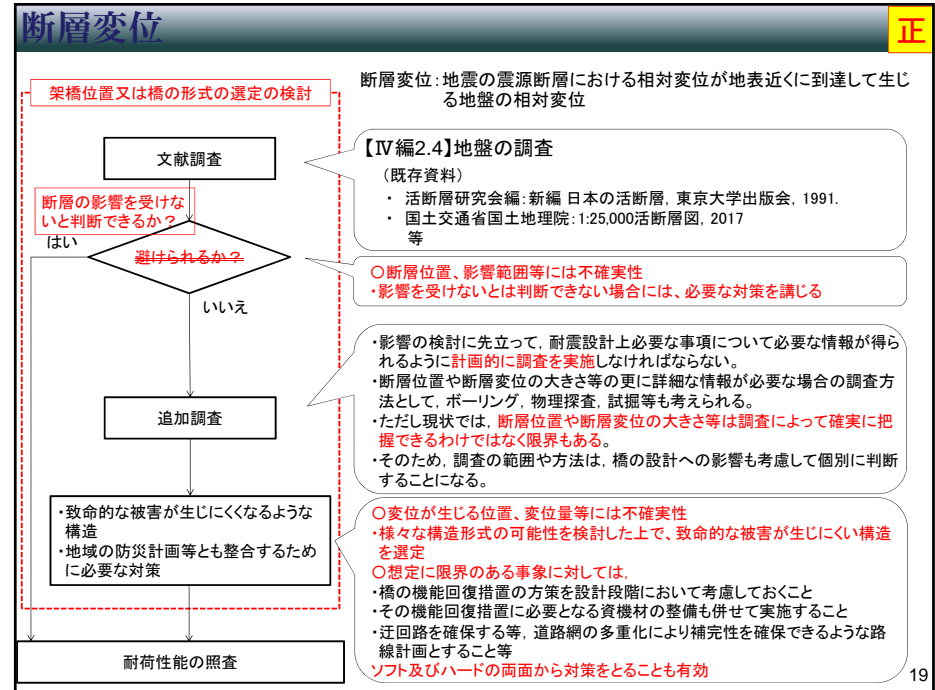 断層変位
正
断層変位：地震の震源断層における相対変位が地表近くに到達して生じ
る地盤の相対変位
架橋位置又は橋の形式の選定の検討
文献調査
【Ⅳ編2.4】地盤の調査
（既存資料）
・ 活断層研究会編：新編 日本の活断層，東京大学出版会，1991.
・ 国土交通省国土地理院：1:25,000活断層図，2017
等
断層の影響を受けな
いと判断できるか？
はい
避けられるか？
いいえ
○断層位置、影響範囲等には不確実性
・影響を受けないとは判断できない場合には、必要な対策を講じる
追加調査
・影響の検討に先立って，耐震設計上必要な事項について必要な情報が得ら
れるように計画的に調査を実施しなければならない。
・断層位置や断層変位の大きさ等の更に詳細な情報が必要な場合の調査方
法として，ボーリング，物理探査，試掘等も考えられる。
・ただし現状では，断層位置や断層変位の大きさ等は調査によって確実に把
握できるわけではなく限界もある。
・そのため，調査の範囲や方法は，橋の設計への影響も考慮して個別に判断
することになる。
・致命的な被害が生じにくくなるような
構造
・地域の防災計画等とも整合するため
に必要な対策
○変位が生じる位置、変位量等には不確実性
・様々な構造形式の可能性を検討した上で、致命的な被害が生じにくい構造
を選定
○想定に限界のある事象に対しては，
・橋の機能回復措置の方策を設計段階において考慮しておくこと
・その機能回復措置に必要となる資機材の整備も併せて実施すること
・迂回路を確保する等，道路網の多重化により補完性を確保できるような路
線計画とすること等
ソフト及びハードの両面から対策をとることも有効
耐荷性能の照査
19